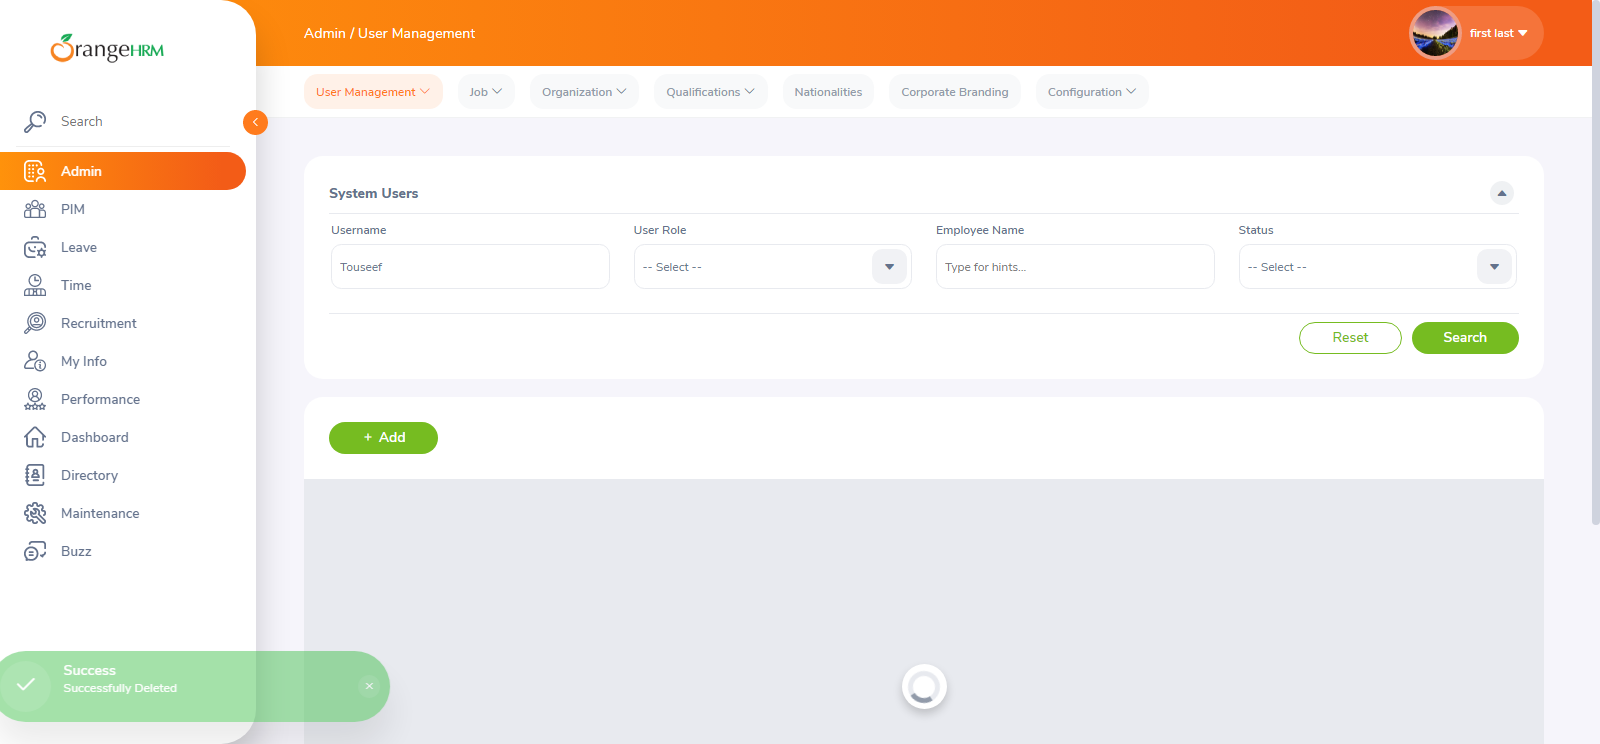 OrangeHRM
Admin / User Management
first last
User Management
Job
Organization
Qualifications
Nationalities
Corporate Branding
Configuration
Search
Admin
PIM
Leave
Time
Recruitment
My Info
Performance
Dashboard
Directory
Maintenance
Buzz
System Users
Username
User Role
Employee Name
Status
Touseef
-- Select --
Type for hints...
-- Select --
Reset
Search
+ Add
Success
Successfully Deleted